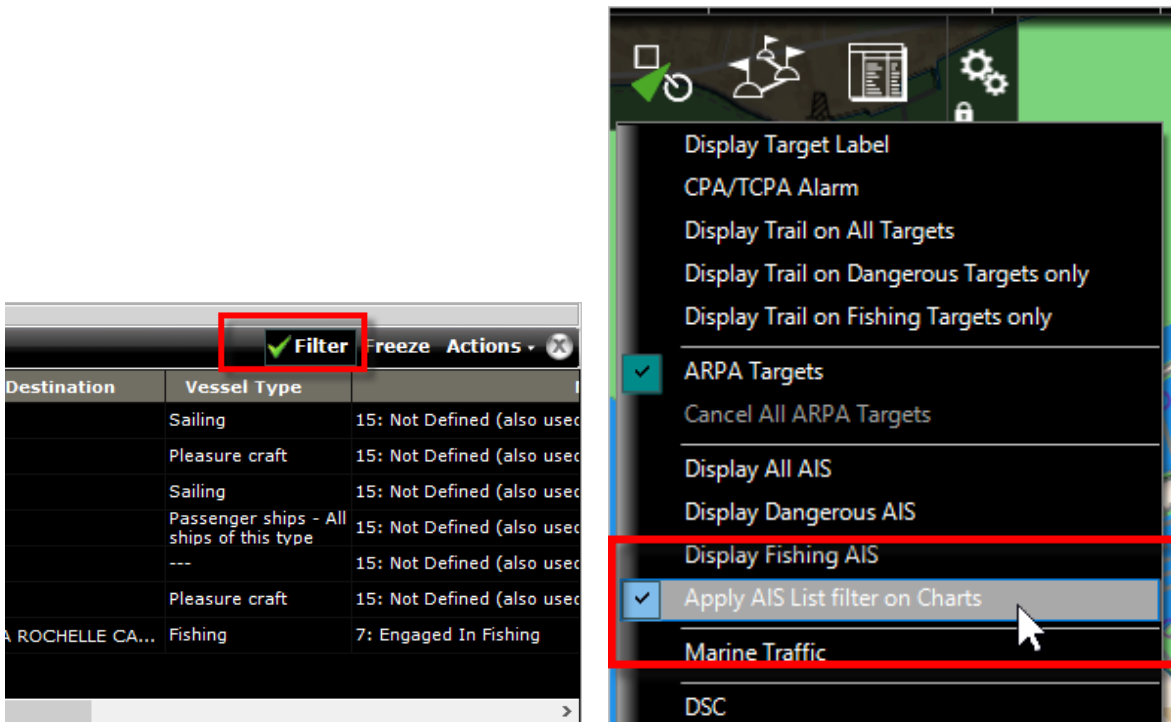 Filter Freeze Actions
Destination Vessel Type
Sailing 15: Not Defined (also used
Pleasure craft 15: Not Defined (also used
Sailing 15: Not Defined (also used
Passenger ships - All
ships of this type
15: Not Defined (also used
--- 15: Not Defined (also used
Pleasure craft 15: Not Defined (also used
A ROCHELLE CA... Fishing 7: Engaged In Fishing
Display Target Label
CPA/TCPA Alarm
Display Trail on All Targets
Display Trail on Dangerous Targets only
Display Trail on Fishing Targets only
ARPA Targets
Cancel All ARPA Targets
Display All AIS
Display Dangerous AIS
Display Fishing AIS
Apply AIS List filter on Charts
Marine Traffic
DSC